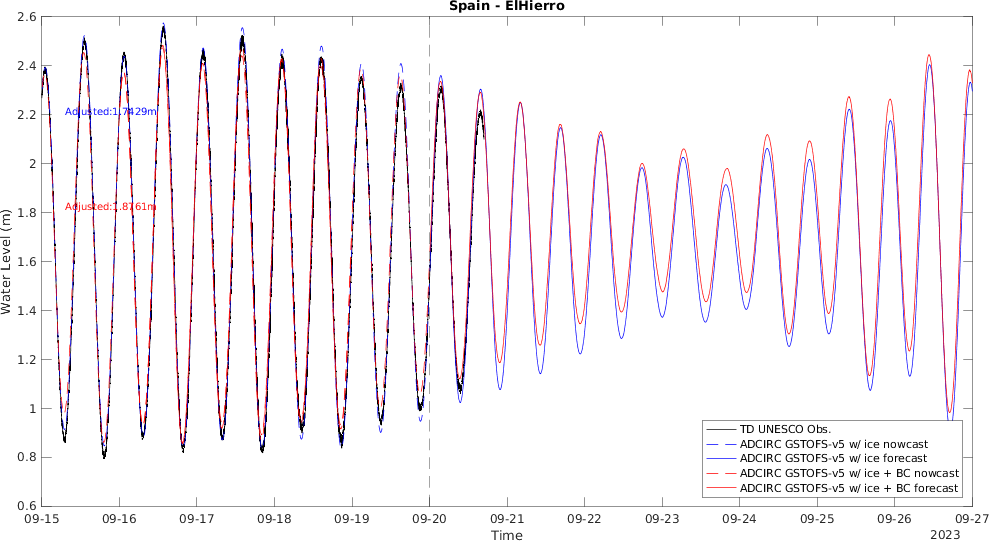 Spain - ElHierro
2.6
2.4
2.2
2
1.8
1.6
1.4
1.2
1
0.8
0.6
Water Level (m)
Adjusted:1.7429m
Adjusted:1.8761m
TD UNESCO Obs.
ADCIRC GSTOFS-v5 w/ ice nowcast
ADCIRC GSTOFS-v5 w/ ice forecast
ADCIRC GSTOFS-v5 w/ ice + BC nowcast
ADCIRC GSTOFS-v5 w/ ice + BC forecast
09-15 09-16 09-17 09-18 09-19 09-20 09-21 09-22 09-23 09-24 09-25 09-26 09-27
Time
2023